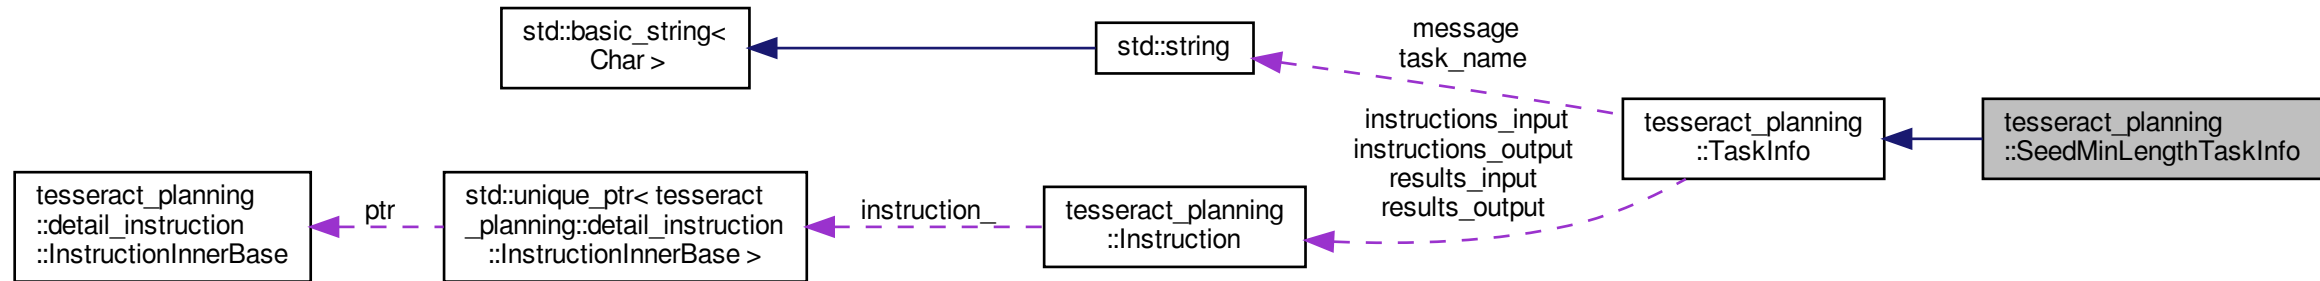 std::basic_string<
Char >
std::string
message
task_name
tesseract_planning
::TaskInfo
tesseract_planning
::SeedMinLengthTaskInfo
instructions_input
instructions_output
results_input
results_output
tesseract_planning
::detail_instruction
::InstructionInnerBase
ptr
std::unique_ptr< tesseract
_planning::detail_instruction
::InstructionInnerBase >
instruction_
tesseract_planning
::Instruction